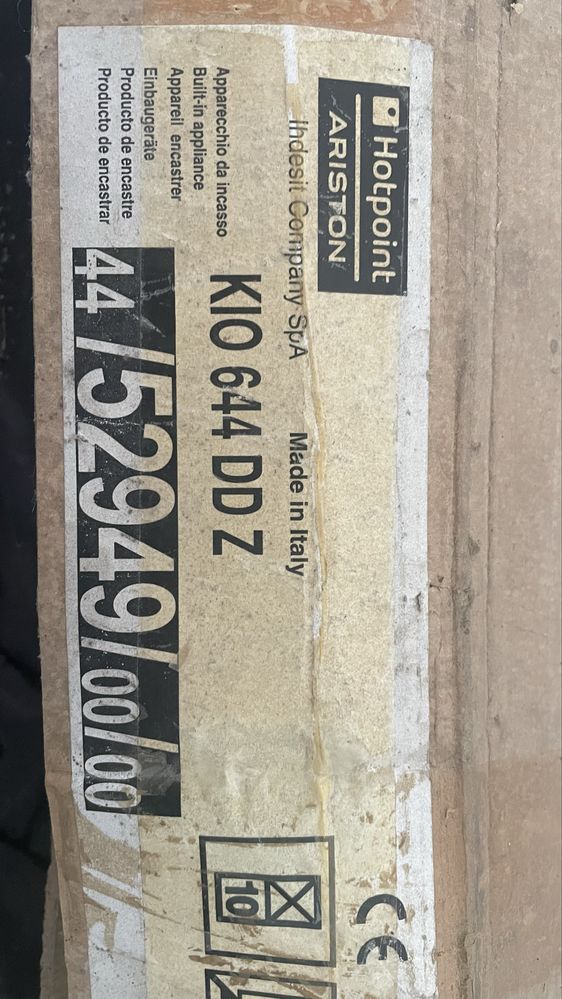 Hotpoint
ARISTON
Indesit Company SpA Made in Italy
Apparecchio da incasso
Built-in appliance
Appareil encastrer
Einbaugeräte
Producto de encastre
Producto de encastrar
KIO 644 DD Z
44 /52949/00/00
10
CE